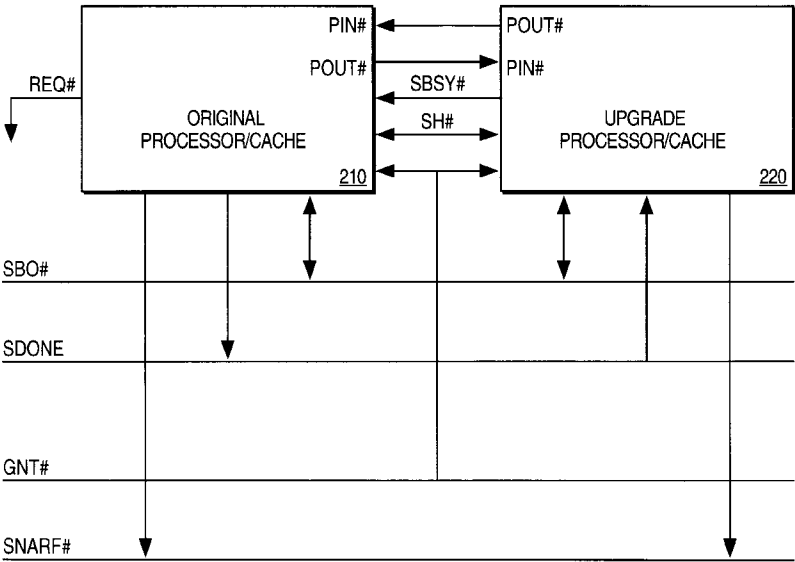 PIN#
POUT#
POUT#
PIN#
REQ#
SBSY#
ORIGINAL
PROCESSOR/CACHE
SH#
UPGRADE
PROCESSOR/CACHE
210
220
SBO#
SDONE
GNT#
SNARF#